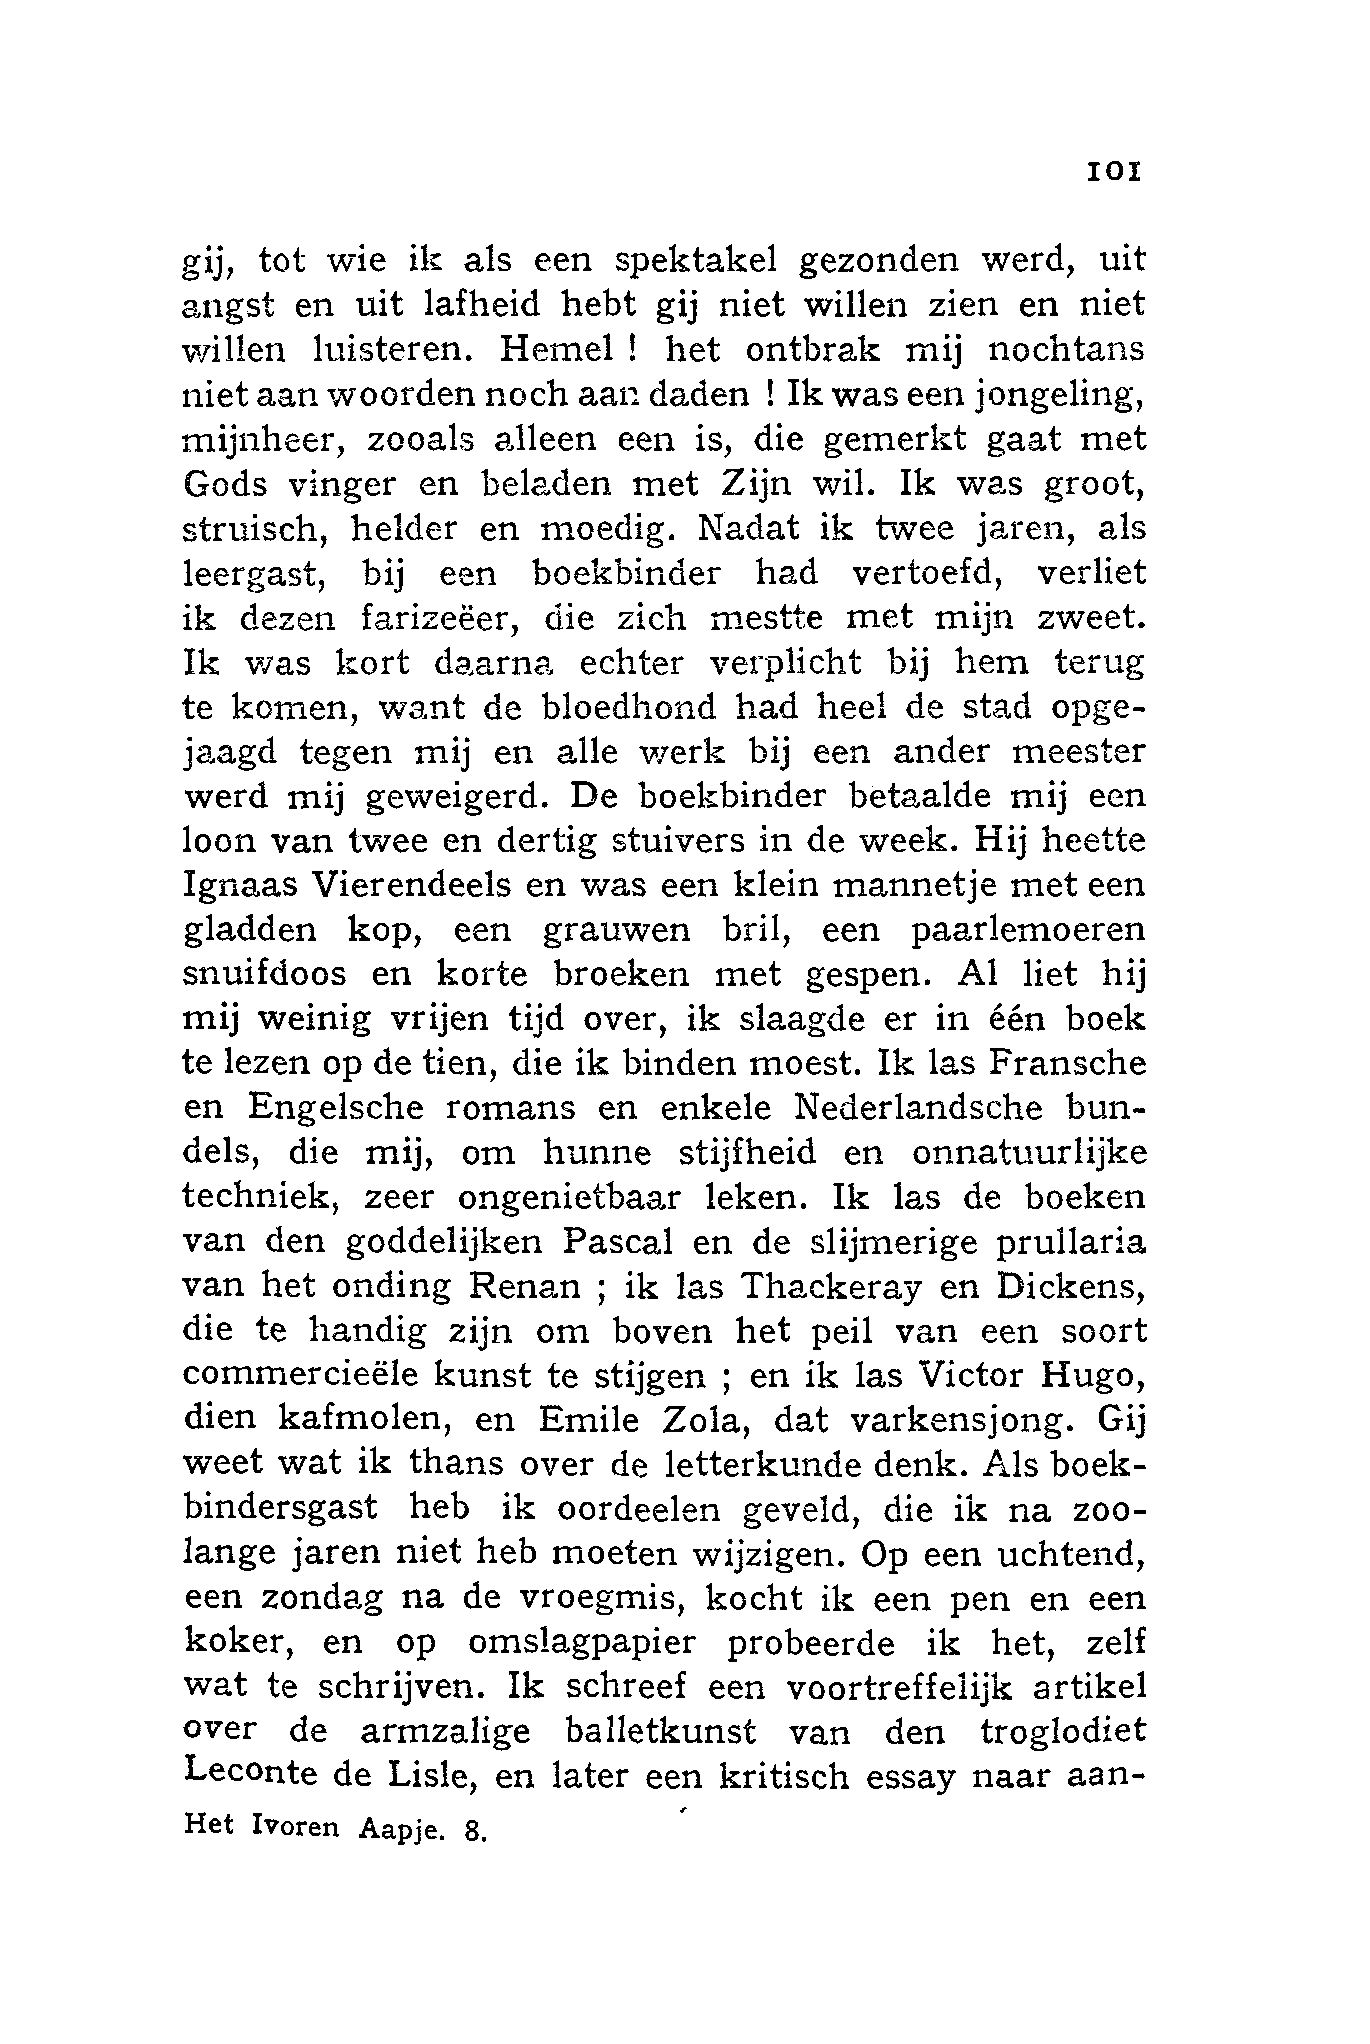 101
gij, tot wie ik als een spektakel gezonden werd, uit
angst en uit lafheid hebt gij niet willen zien en niet
willen luisteren. Hemel ! het ontbrak mij nochtans
niet aan woorden noch aan daden ! Ik was een jongeling,
mijnheer, zooals alleen een is, die gemerkt gaat met
Gods vinger en beladen met Zijn wil. Ik was groot,
struisch, helder en moedig. Nadat ik twee jaren, als
leergast, bij een boekbinder had vertoefd, verliet
ik dezen farizeëer, die zich mestte met mijn zweet.
Ik was kort daarna echter verplicht bij hem terug
te komen, want de bloedhond had heel de stad opge-
jaagd tegen mij en alle werk bij een ander meester
werd mij geweigerd. De boekbinder betaalde mij een
loon van twee en dertig stuivers in de week. Hij heette
Ignaas Vierendeels en was een klein mannetje met een
gladden kop, een grauwen bril, een paarlemoeren
snuifdoos en korte broeken met gespen. Al liet hij
mij weinig vrijen tijd over, ik slaagde er in één boek
te lezen op de tien, die ik binden moest. Ik las Fransche
en Engelsche romans en enkele Nederlandsche bun-
dels, die mij, om hunne stijfheid en onnatuurlijke
techniek, zeer ongenietbaar leken. Ik las de boeken
van den goddelijken Pascal en de slijmerige prullaria
van het onding Renan ; ik las Thackeray en Dickens,
die te handig zijn om boven het peil van een soort
commercieële kunst te stijgen ; en ik las Victor Hugo,
dien kafmolen, en Emile Zola, dat varkensjong. Gij
weet wat ik thans over de letterkunde denk. Als boek-
bindersgast heb ik oordeelen geveld, die ik na zoo-
lange jaren niet heb moeten wijzigen. Op een uchtend,
een zondag na de vroegmis, kocht ik een pen en een
koker, en op omslagpapier probeerde ik het, zelf
wat te schrijven. Ik schreef een voortreffelijk artikel
over de armzalige balletkunst van den troglodiet
Leconte de Lisle, en later een kritisch essay naar aan-
Het Ivoren Aapje. 8.